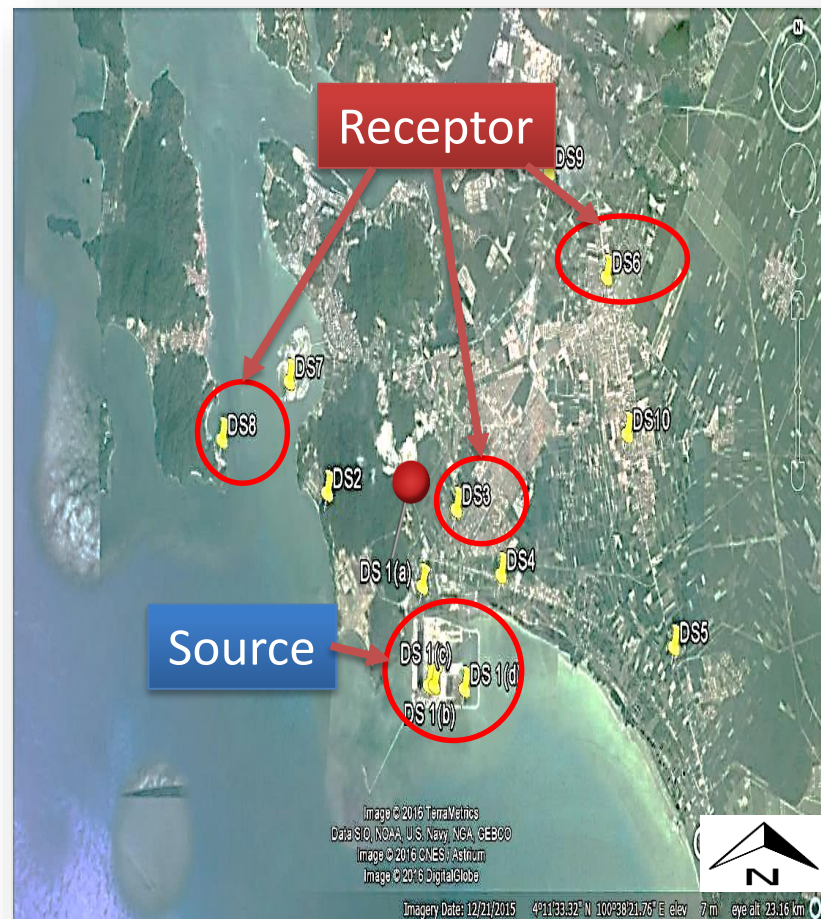 N
Receptor
DS9
DS6
DS7
DS8
DS10
DS2
DS3
DS 1(a)
DS4
Source
DS5
DS 1(c)
DS 1(d)
DS 1(b)
Image © 2016 TerraMetrics
Data SIO, NOAA, U.S. Navy, NGA, GEBCO
Image © 2016 CNES / Astrium
Image © 2016 DigitalGlobe
N
Imagery Date: 12/21/2015 4°11'33.32" N 100°38'21.76" E elev 7 m eye alt 23.16 km